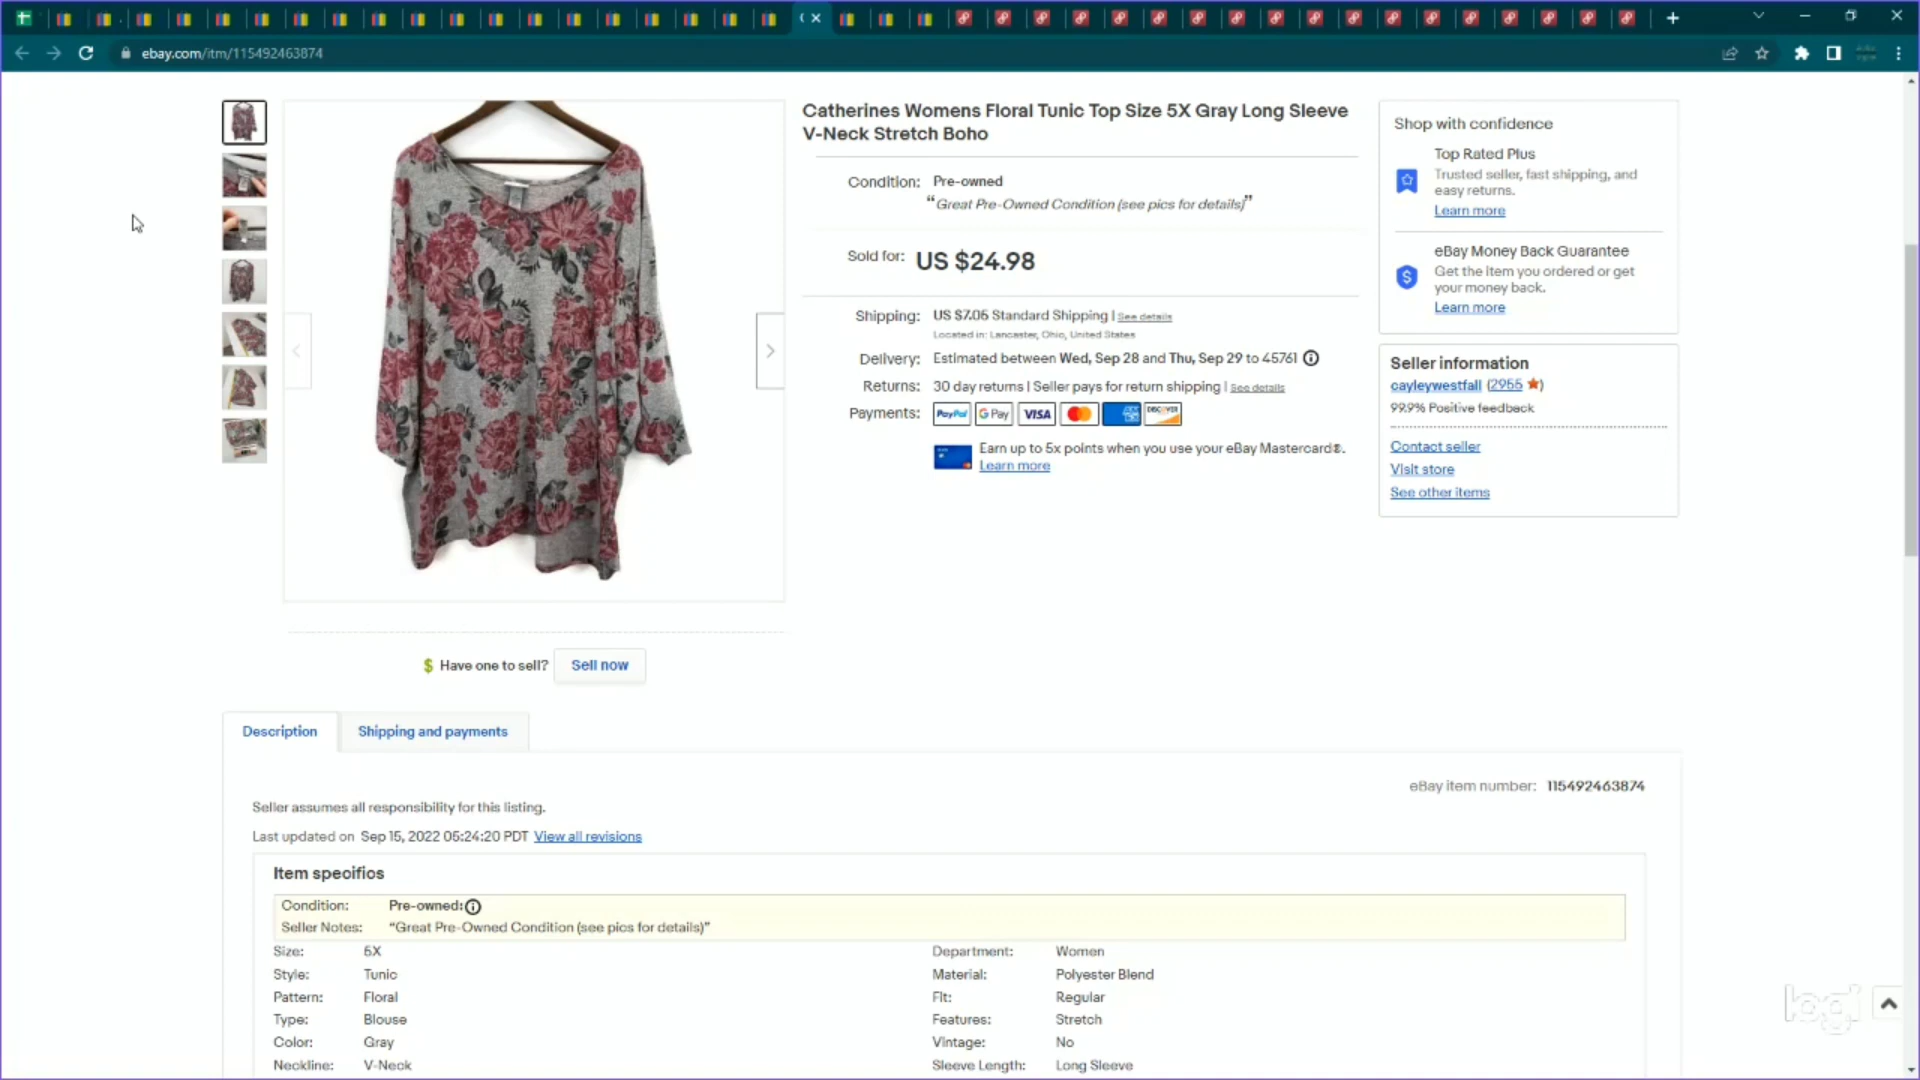 ebay.com/itm/115492463874
Catherines Womens Floral Tunic Top Size 5X Gray Long Sleeve
V-Neck Stretch Boho
Condition: Pre-owned
“Great Pre-Owned Condition (see pics for details)”
Sold for: US $24.98
Shipping: US $7.05 Standard Shipping | See details
Located in: Lancaster, Ohio, United States
Delivery: Estimated between Wed, Sep 28 and Thu, Sep 29 to 45761
Returns: 30 day returns | Seller pays for return shipping | See details
Payments: PayPal G Pay VISA DISCOVER
Earn up to 5x points when you use your eBay Mastercard®.
Learn more
Shop with confidence
Top Rated Plus
Trusted seller, fast shipping, and
easy returns.
Learn more
eBay Money Back Guarantee
Get the item you ordered or get
your money back.
Learn more
Seller information
cayleywestfall (2955)
99.9% Positive feedback
Contact seller
Visit store
See other items
$ Have one to sell? Sell now
Description Shipping and payments
eBay item number: 115492463874
Seller assumes all responsibility for this listing.
Last updated on Sep 15, 2022 05:24:20 PDT View all revisions
Item specifics
Condition: Pre-owned:
Seller Notes: “Great Pre-Owned Condition (see pics for details)”
Size: 5X
Department: Women
Style: Tunic
Material: Polyester Blend
Pattern: Floral
Fit: Regular
Type: Blouse
Features: Stretch
Color: Gray
Vintage: No
Neckline: V-Neck
Sleeve Length: Long Sleeve
logi